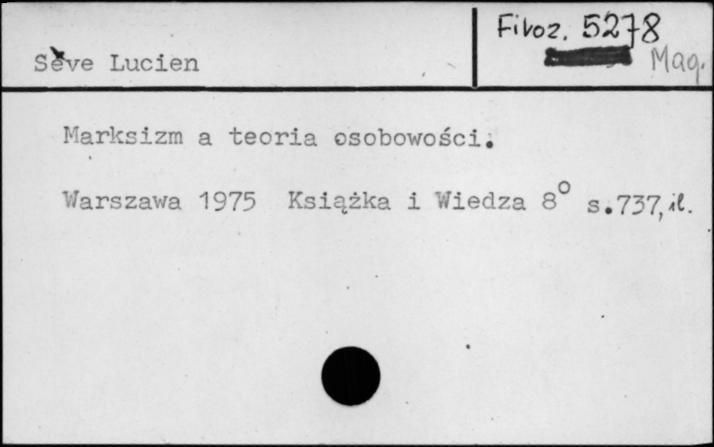 Filoz. 5278
Sève Lucien
Mag.
Marksizm a teoria osobowości.
Warszawa 1975 Książka i Wiedza 8° s.737, il.